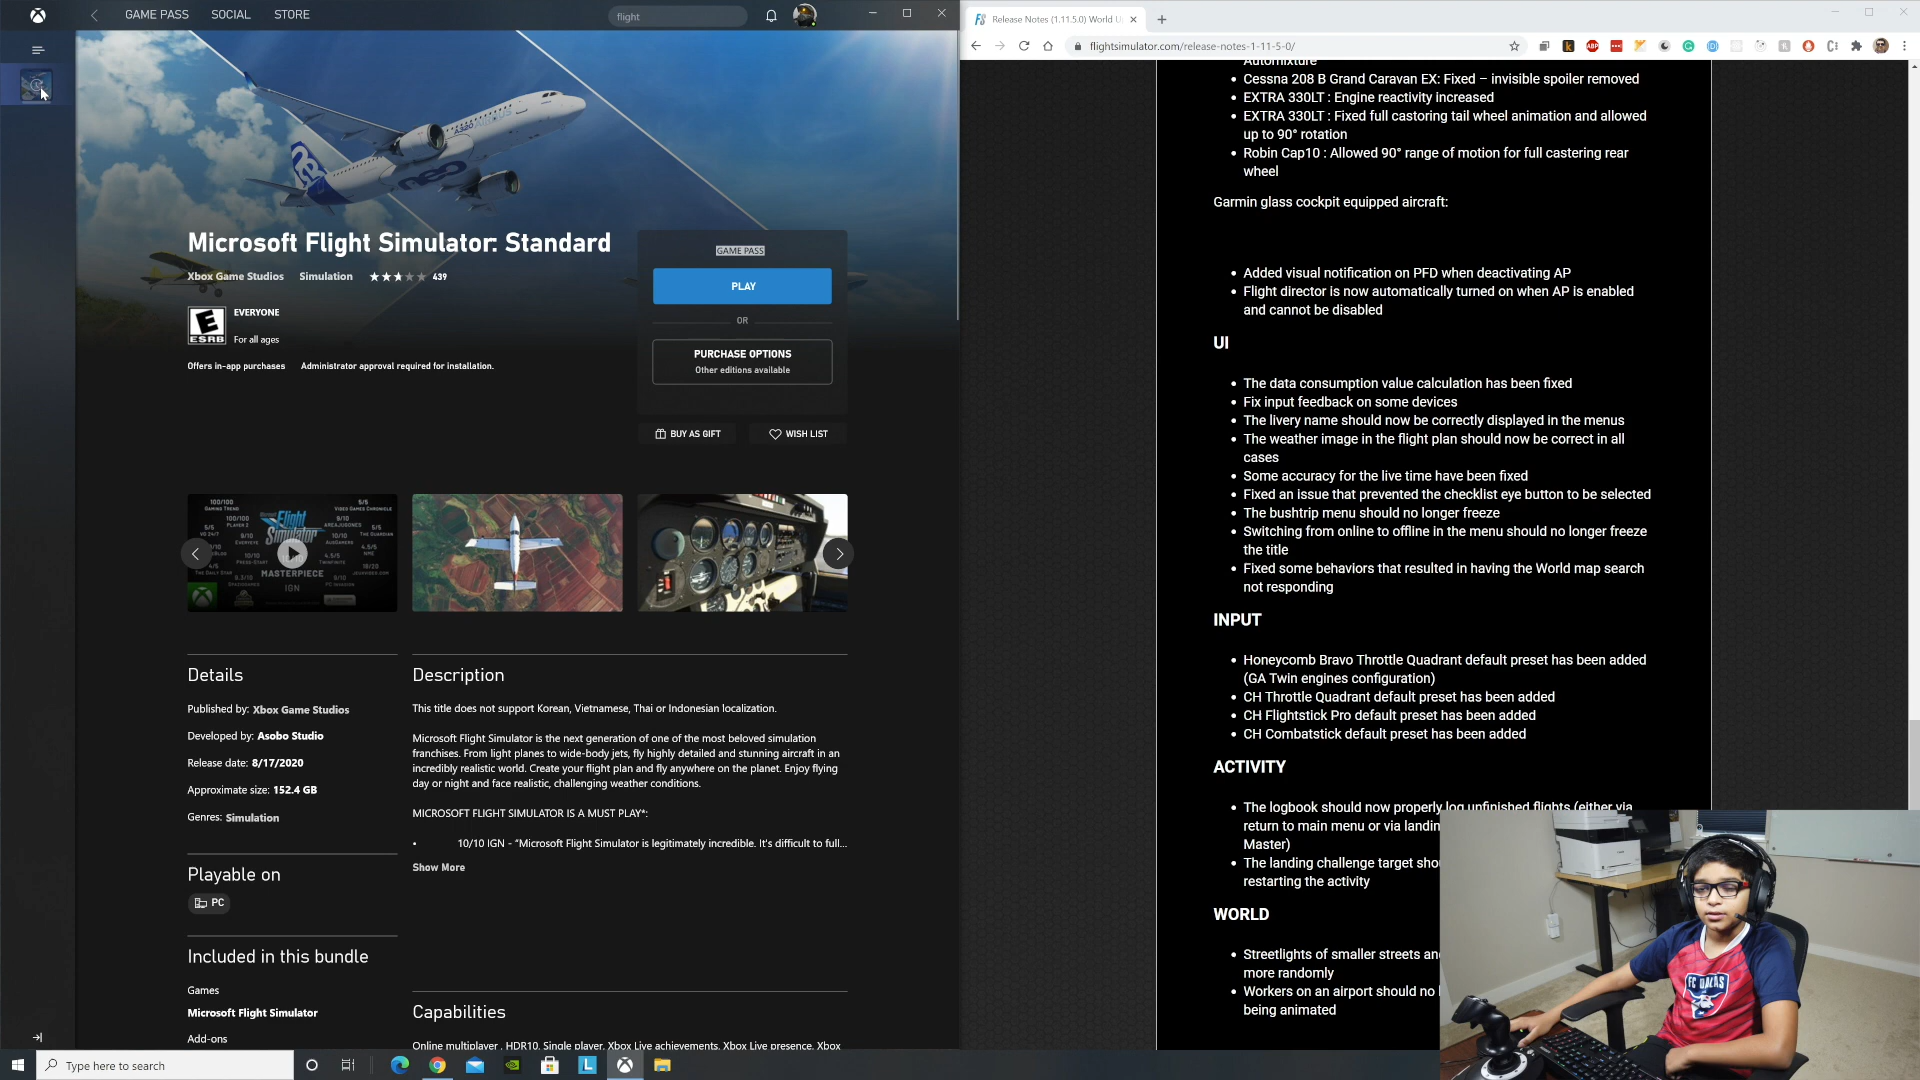 GAME PASS
SOCIAL
STORE
flight
A320
Microsoft Flight Simulator: Standard
Xbox Game Studios
Simulation
439
E
ESRB
EVERYONE
For all ages
Offers in-app purchases
Administrator approval required for installation.
GAME PASS
PLAY
OR
PURCHASE OPTIONS
Other editions available
BUY AS GIFT
WISH LIST
100/100
100/100
5/5
VIDEO GAMES CHRONICLE
Flight
Simulator
MASTERPIECE
IGN
Details
Published by: Xbox Game Studios
Developed by: Asobo Studio
Release date: 8/17/2020
Approximate size: 152.4 GB
Genres: Simulation
Playable on
PC
Included in this bundle
Games
Microsoft Flight Simulator
Add-ons
Description
This title does not support Korean, Vietnamese, Thai or Indonesian localization.
Microsoft Flight Simulator is the next generation of one of the most beloved simulation
franchises. From light planes to wide-body jets, fly highly detailed and stunning aircraft in an
incredibly realistic world. Create your flight plan and fly anywhere on the planet. Enjoy flying
day or night and face realistic, challenging weather conditions.
MICROSOFT FLIGHT SIMULATOR IS A MUST PLAY*:
• 10/10 IGN - “Microsoft Flight Simulator is legitimately incredible. It's difficult to full...
Show More
Capabilities
Online multiplayer , HDR10, Single player, Xbox Live achievements, Xbox Live presence, Xbox
Release Notes (1.11.5.0) World U
flightsimulator.com/release-notes-1-11-5-0/
Automixture
• Cessna 208 B Grand Caravan EX: Fixed – invisible spoiler removed
• EXTRA 330LT : Engine reactivity increased
• EXTRA 330LT : Fixed full castoring tail wheel animation and allowed
up to 90° rotation
• Robin Cap10 : Allowed 90° range of motion for full castering rear
wheel
Garmin glass cockpit equipped aircraft:
• Added visual notification on PFD when deactivating AP
• Flight director is now automatically turned on when AP is enabled
and cannot be disabled
UI
• The data consumption value calculation has been fixed
• Fix input feedback on some devices
• The livery name should now be correctly displayed in the menus
• The weather image in the flight plan should now be correct in all
cases
• Some accuracy for the live time have been fixed
• Fixed an issue that prevented the checklist eye button to be selected
• The bushtrip menu should no longer freeze
• Switching from online to offline in the menu should no longer freeze
the title
• Fixed some behaviors that resulted in having the World map search
not responding
INPUT
• Honeycomb Bravo Throttle Quadrant default preset has been added
(GA Twin engines configuration)
• CH Throttle Quadrant default preset has been added
• CH Flightstick Pro default preset has been added
• CH Combatstick default preset has been added
ACTIVITY
• The logbook should now properly log unfinished flights (either via
return to main menu or via landin
Master)
• The landing challenge target shou
restarting the activity
WORLD
• Streetlights of smaller streets and
more randomly
• Workers on an airport should no l
being animated
FC DALLAS
Type here to search